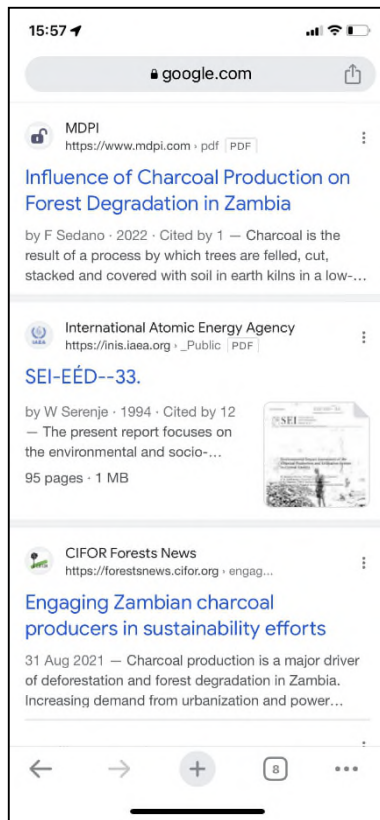 15:57
google.com
MDPI
https://www.mdpi.com › pdf PDF
Influence of Charcoal Production on
Forest Degradation in Zambia
by F Sedano · 2022 · Cited by 1 — Charcoal is the
result of a process by which trees are felled, cut,
stacked and covered with soil in earth kilns in a low-...
International Atomic Energy Agency
https://inis.iaea.org › _Public PDF
SEI-EÉD--33.
by W Serenje · 1994 · Cited by 12
— The present report focuses on
the environmental and socio-...
95 pages · 1 MB
SEI
CIFOR Forests News
https://forestsnews.cifor.org › engag...
Engaging Zambian charcoal
producers in sustainability efforts
31 Aug 2021 — Charcoal production is a major driver
of deforestation and forest degradation in Zambia.
Increasing demand from urbanization and power...
8